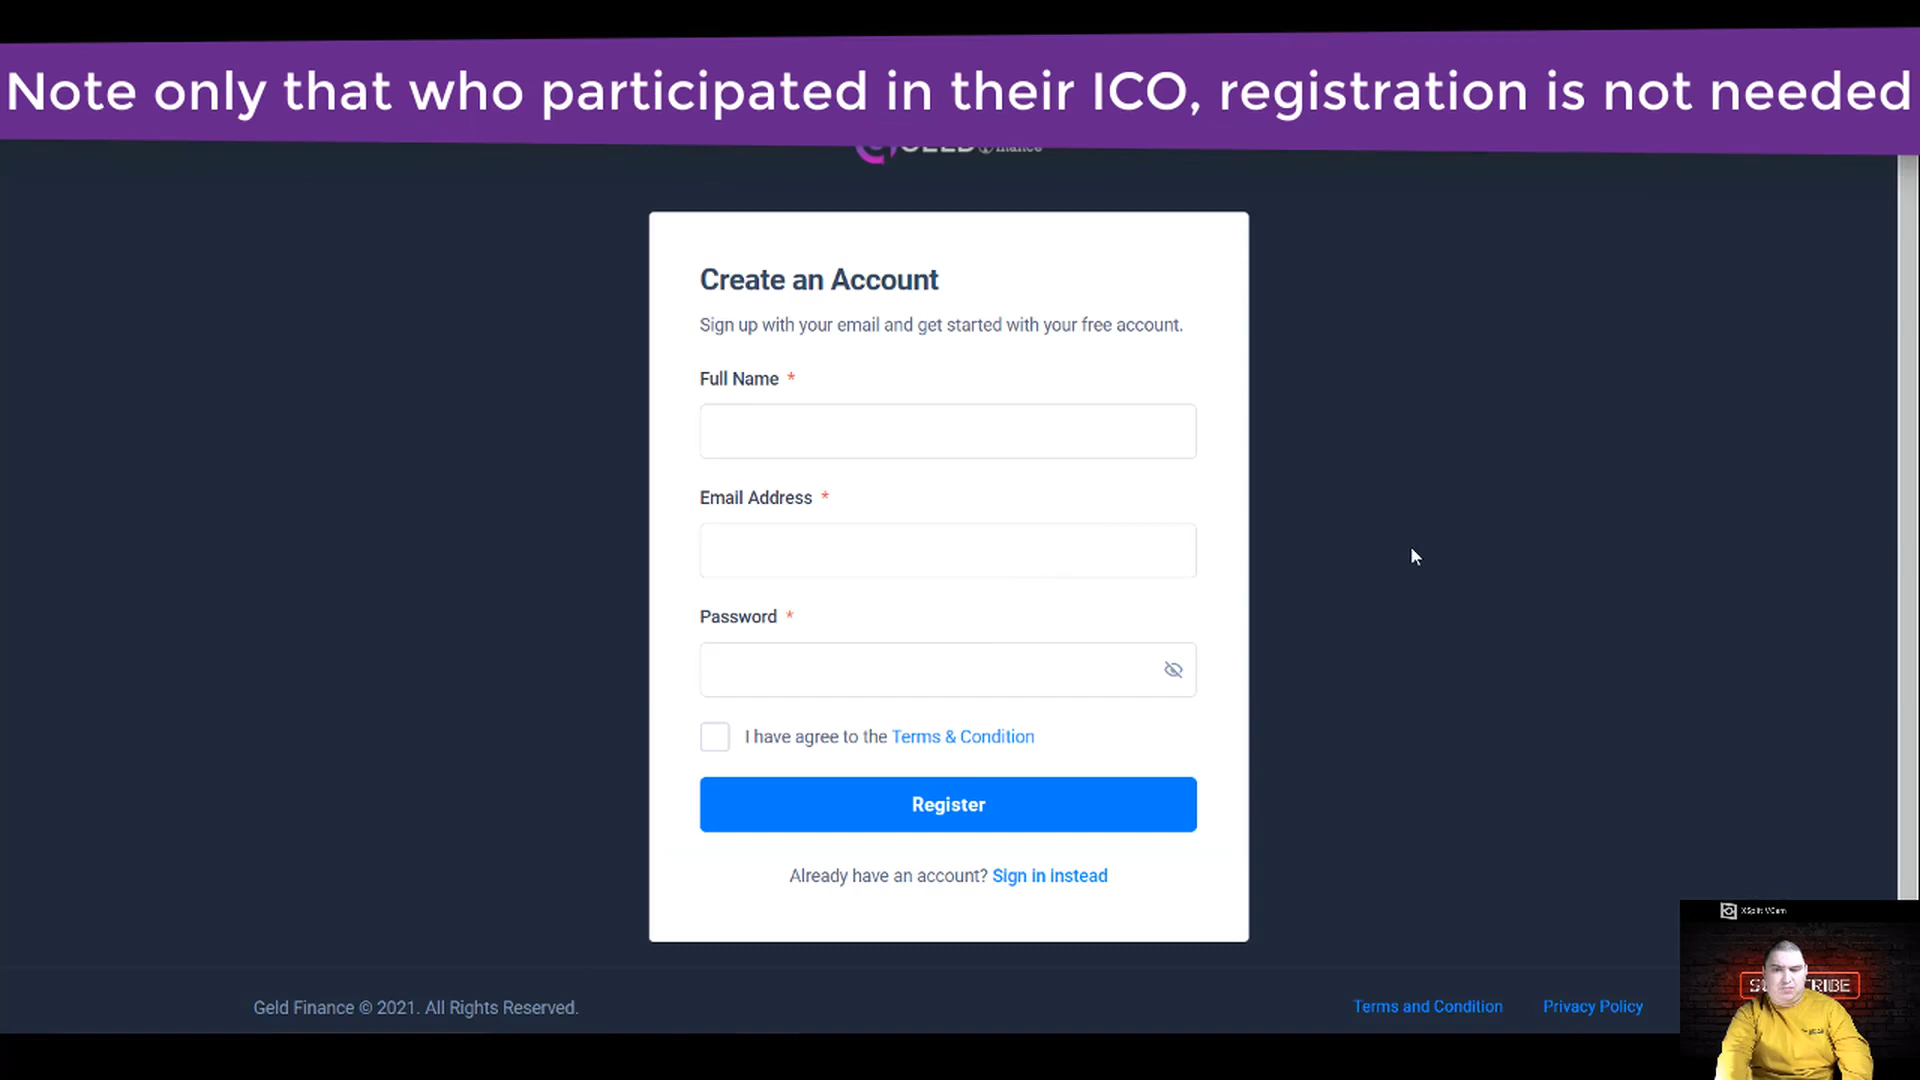 Note only that who participated in their ICO, registration is not needed
Create an Account
Sign up with your email and get started with your free account.
Full Name *
Email Address *
Password *
I have agree to the Terms & Condition
Register
Already have an account? Sign in instead
Geld Finance © 2021. All Rights Reserved.
Terms and Condition
Privacy Policy
XSplit VCam